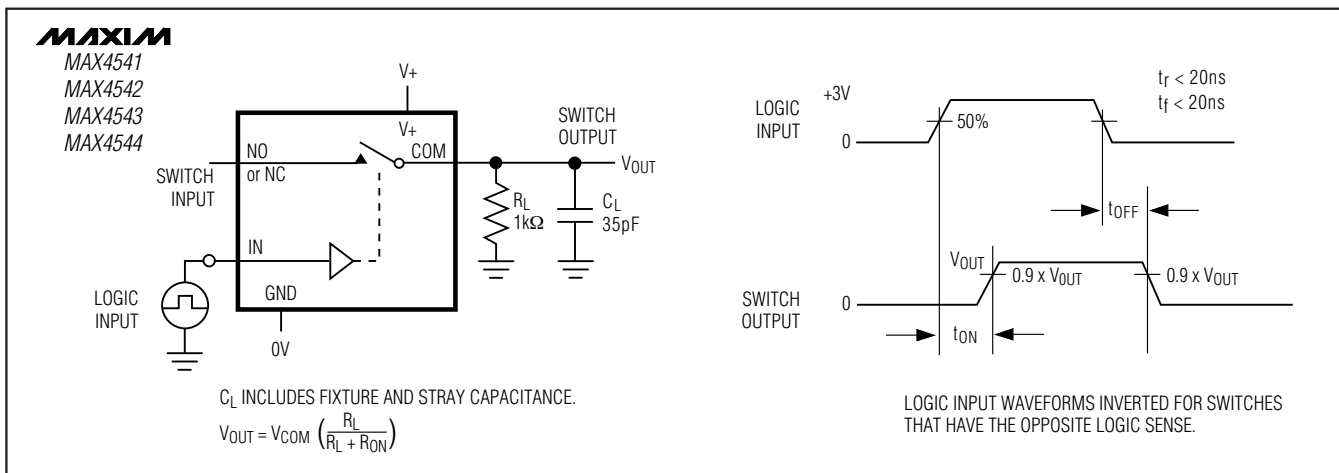 MAXIM
MAX4541
MAX4542
MAX4543
MAX4544
V+
V+
SWITCH
OUTPUT
NO
or NC
COM
VOUT
SWITCH
INPUT
RL
1kΩ
CL
35pF
IN
LOGIC
INPUT
GND
0V
CL INCLUDES FIXTURE AND STRAY CAPACITANCE.
VOUT = VCOM (RL / RL + RON)
LOGIC
INPUT
+3V
0
50%
tr < 20ns
tf < 20ns
tOFF
SWITCH
OUTPUT
VOUT
0
0.9 x VOUT
0.9 x VOUT
tON
LOGIC INPUT WAVEFORMS INVERTED FOR SWITCHES
THAT HAVE THE OPPOSITE LOGIC SENSE.